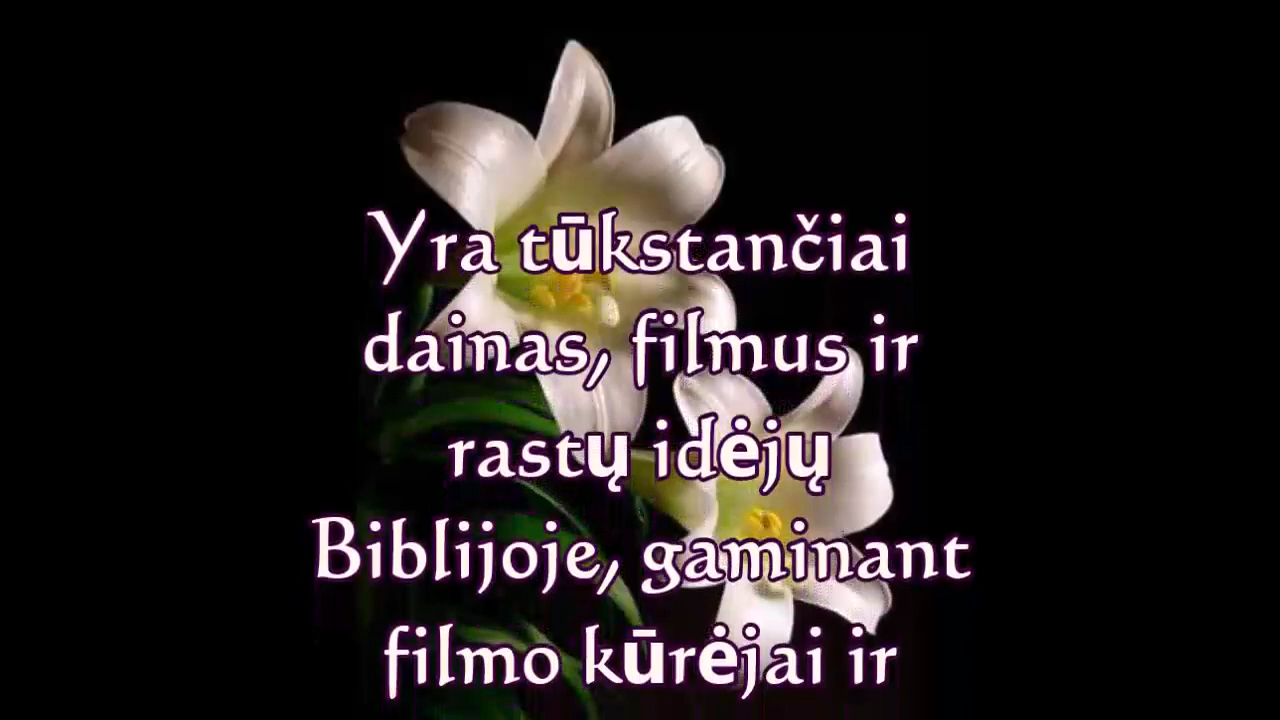 Yra tūkstančiai
dainas, filmus ir
rastų idėjų
Biblijoje, gaminant
filmo kūrėjai ir